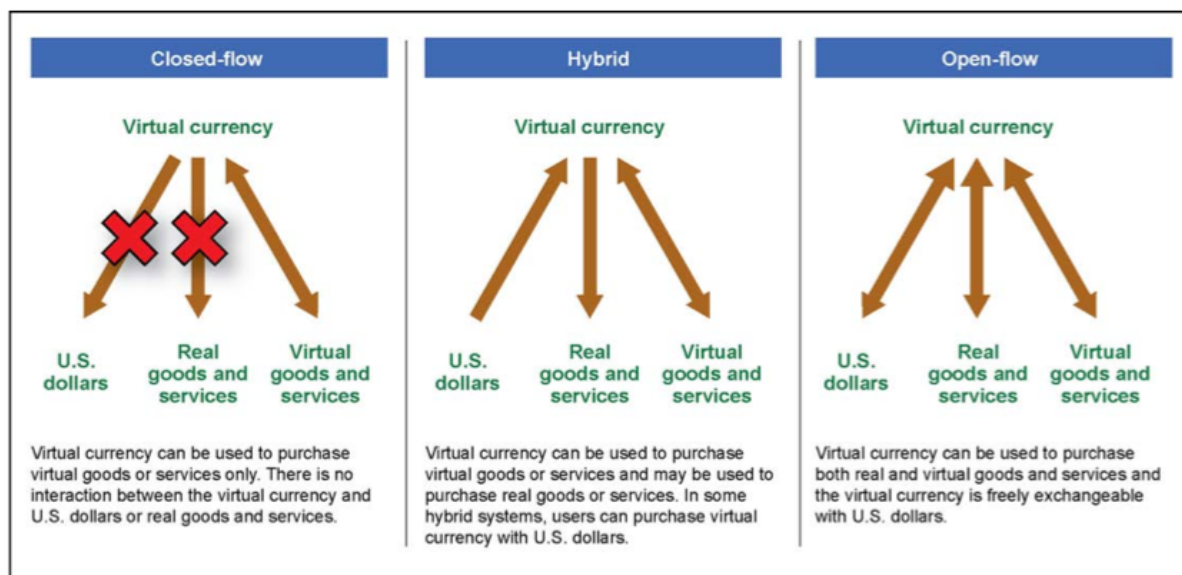 Closed-flow
Virtual currency
U.S.
dollars
Real
goods and
services
Virtual
goods and
services
Virtual currency can be used to purchase
virtual goods or services only. There is no
interaction between the virtual currency and
U.S. dollars or real goods and services.
Hybrid
Virtual currency
U.S.
dollars
Real
goods and
services
Virtual
goods and
services
Virtual currency can be used to purchase
virtual goods or services and may be used to
purchase real goods or services. In some
hybrid systems, users can purchase virtual
currency with U.S. dollars.
Open-flow
Virtual currency
U.S.
dollars
Real
goods and
services
Virtual
goods and
services
Virtual currency can be used to purchase
both real and virtual goods and services and
the virtual currency is freely exchangeable
with U.S. dollars.